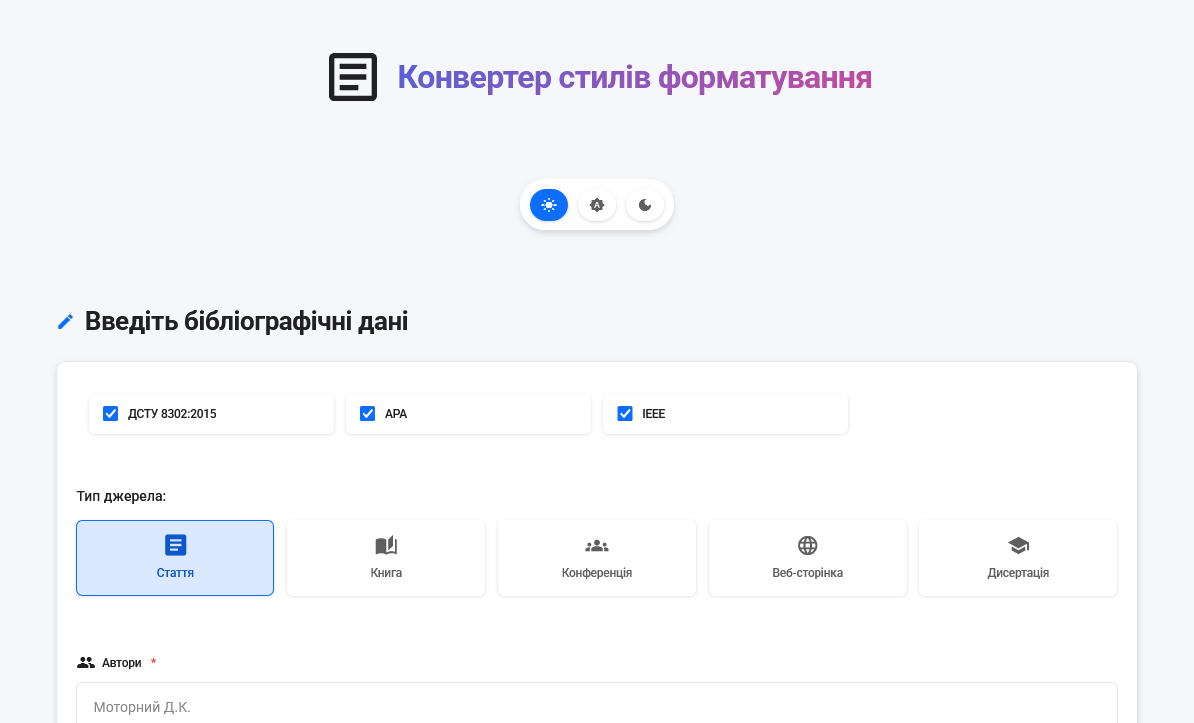 Конвертер стилів форматування
Введіть бібліографічні дані
ДСТУ 8302:2015
APA
IEEE
Тип джерела:
Стаття
Книга
Конференція
Веб-сторінка
Дисертація
Автори *
Моторний Д.К.